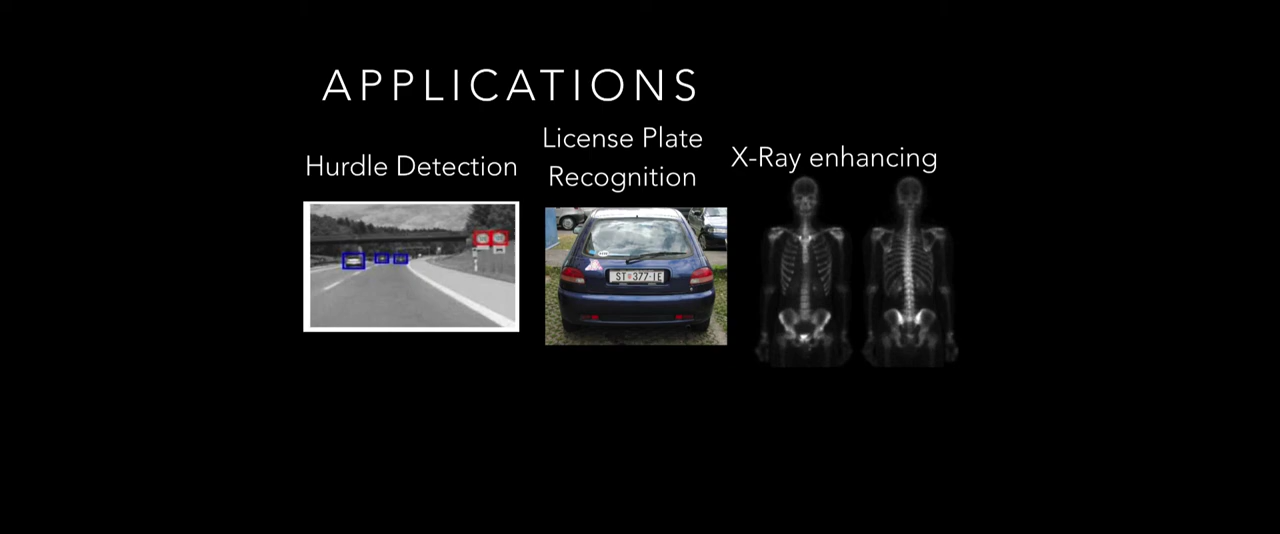 APPLICATIONS
Hurdle Detection
License Plate
Recognition
X-Ray enhancing
ST 377-IE